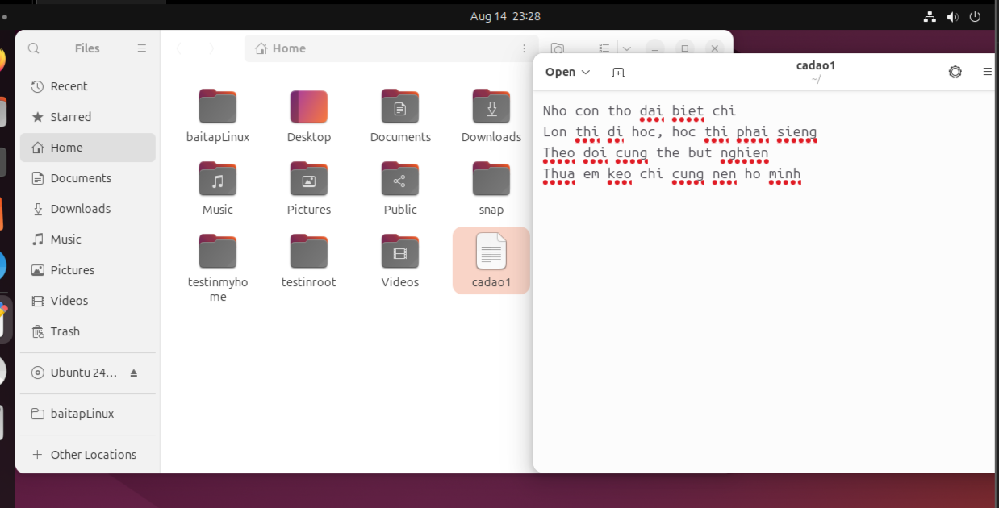 Aug 14 23:28
Files
Home
Recent
Starred
Home
Documents
Downloads
Music
Pictures
Videos
Trash
Ubuntu 24...
baitapLinux
Other Locations
baitapLinux
Desktop
Documents
Downloads
Music
Pictures
Public
snap
testinmyho
me
testinroot
Videos
cadao1
Open
cadao1
~/
Nho con tho dai biet chi
Lon thi di hoc, hoc thi phai sieng
Theo doi cung the but nghien
Thua em keo chi cung nen ho minh